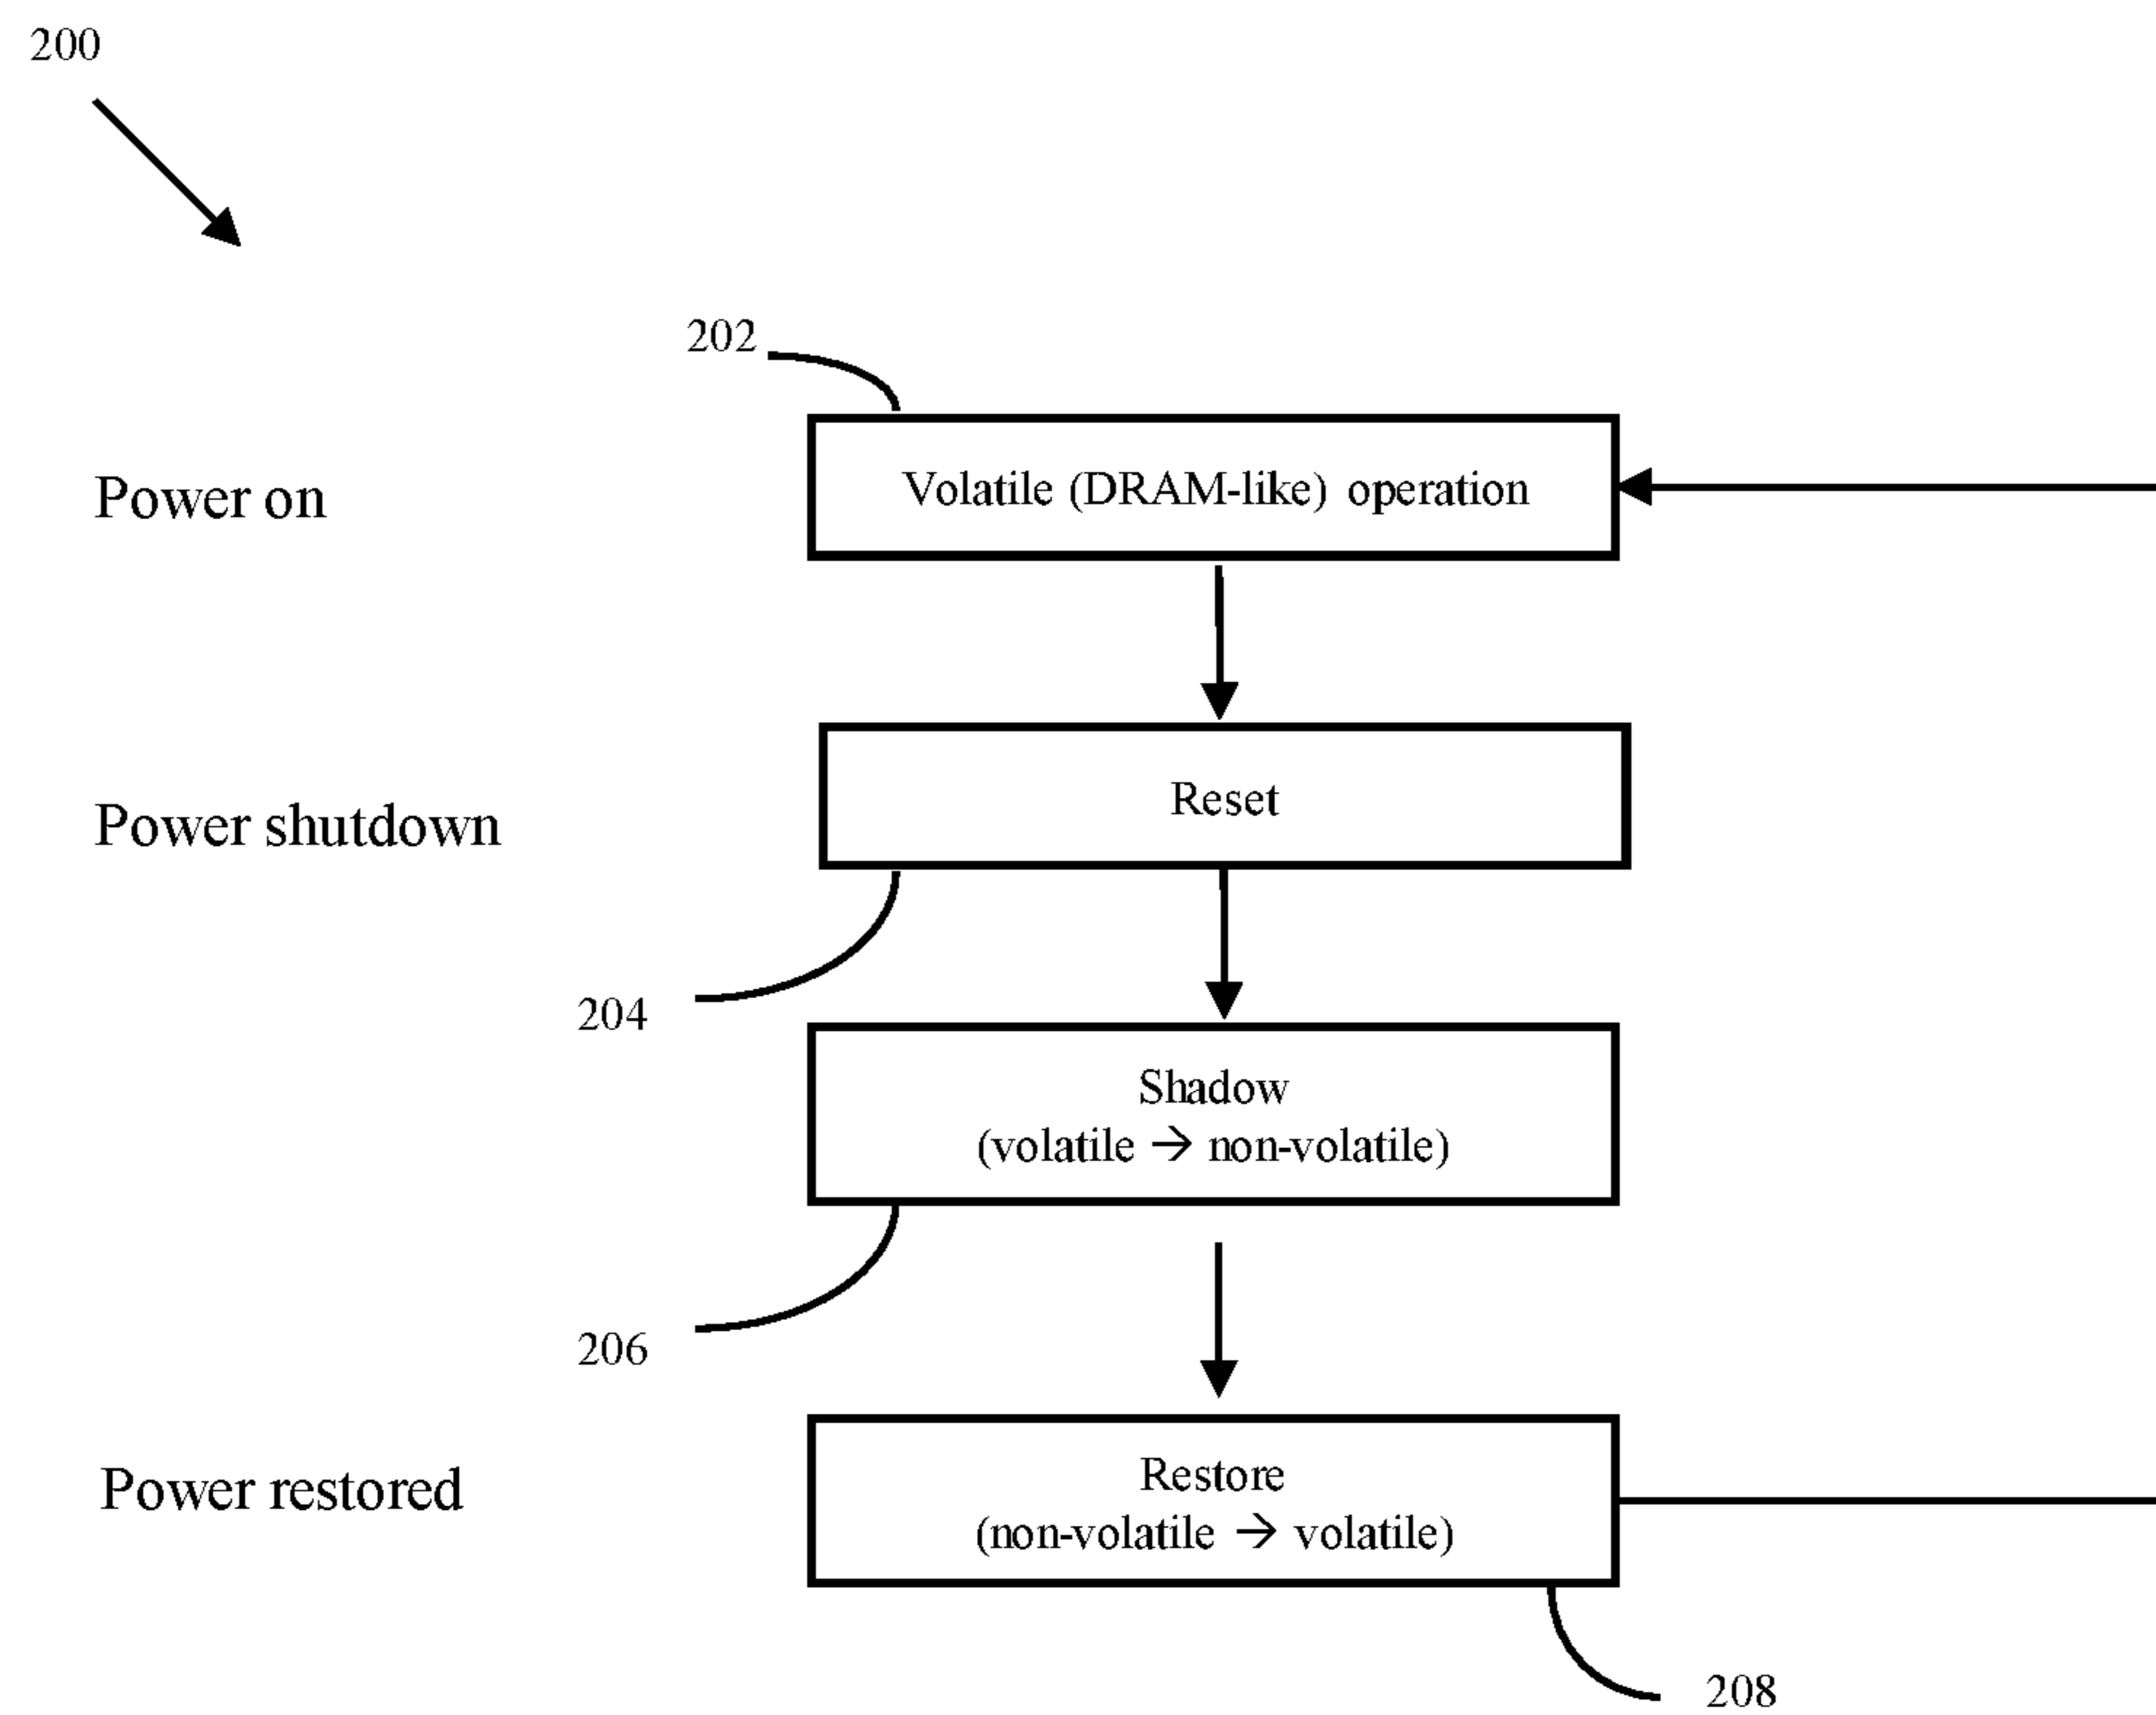 200
202
Power on
Volatile (DRAM-like) operation
Power shutdown
Reset
204
Shadow
(volatile → non-volatile)
206
Power restored
Restore
(non-volatile → volatile)
208